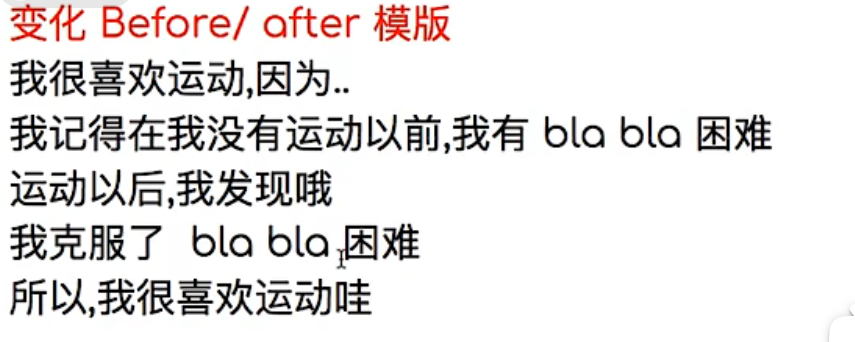 变化 Before/ after 模版
我很喜欢运动,因为..
我记得在我没有运动以前,我有 bla bla 困难
运动以后,我发现哦
我克服了 bla bla 困难
所以,我很喜欢运动哇